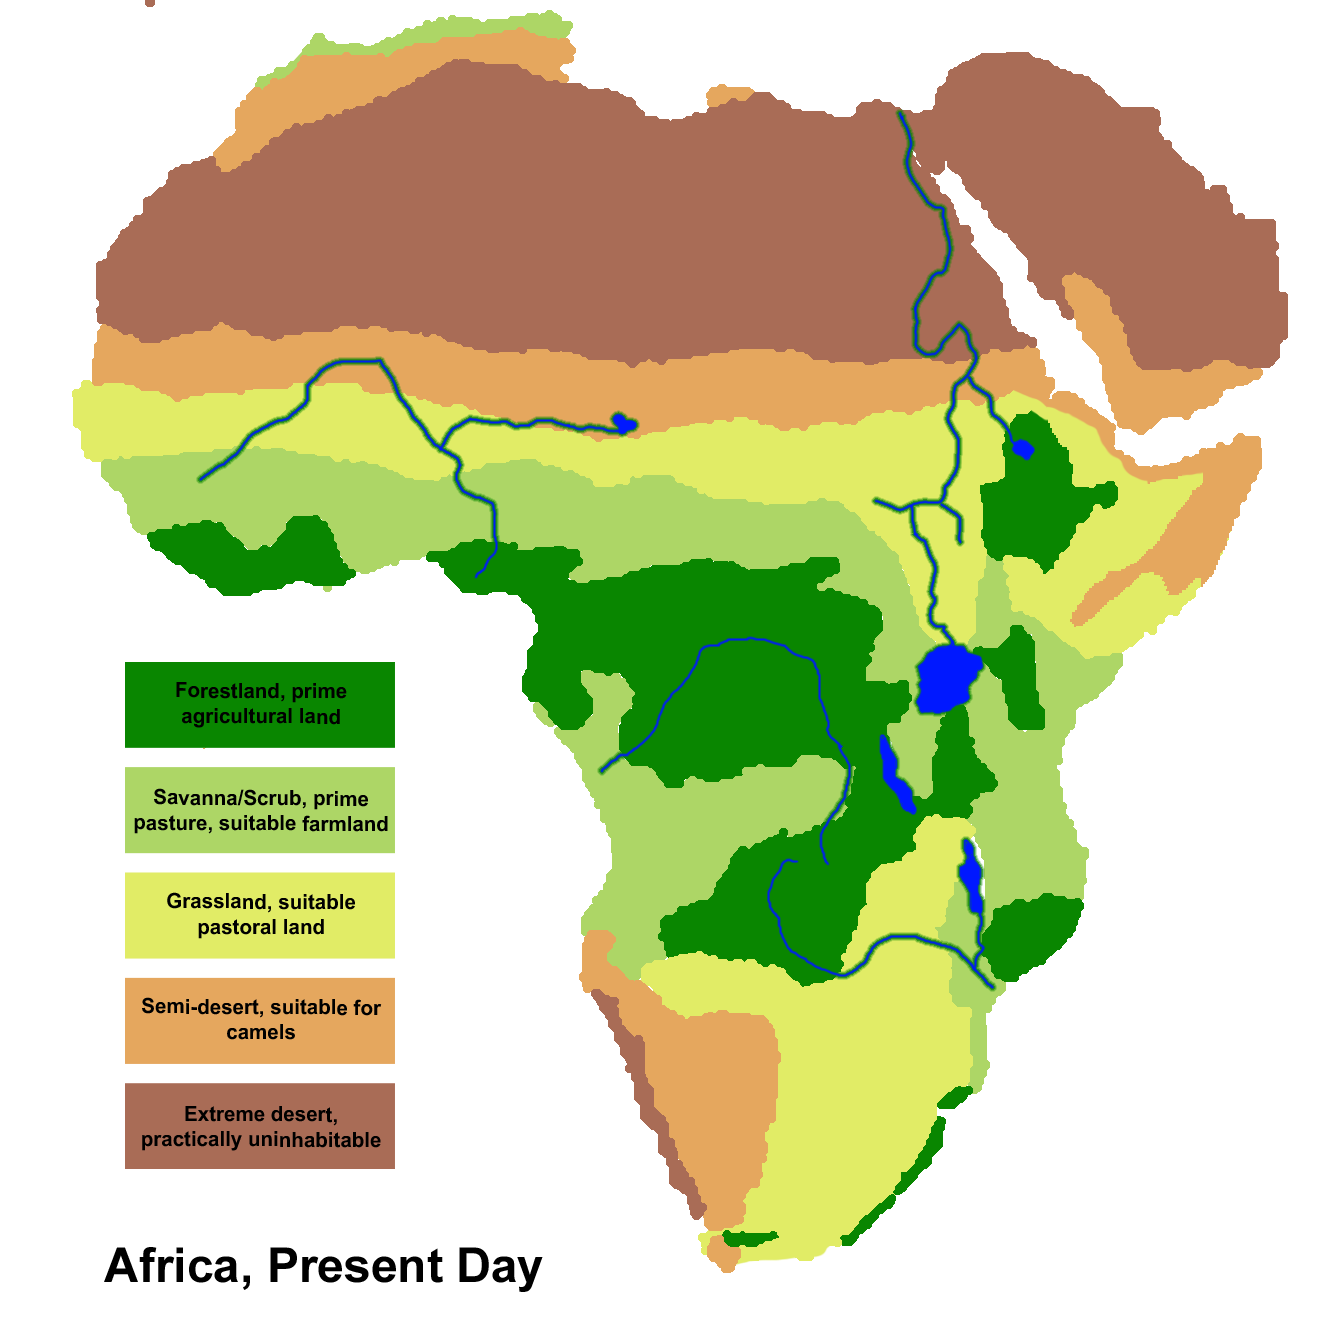 Forestland, prime
agricultural land
Savanna/Scrub, prime
pasture, suitable farmland
Grassland, suitable
pastoral land
Semi-desert, suitable for
camels
Extreme desert,
practically uninhabitable
Africa, Present Day